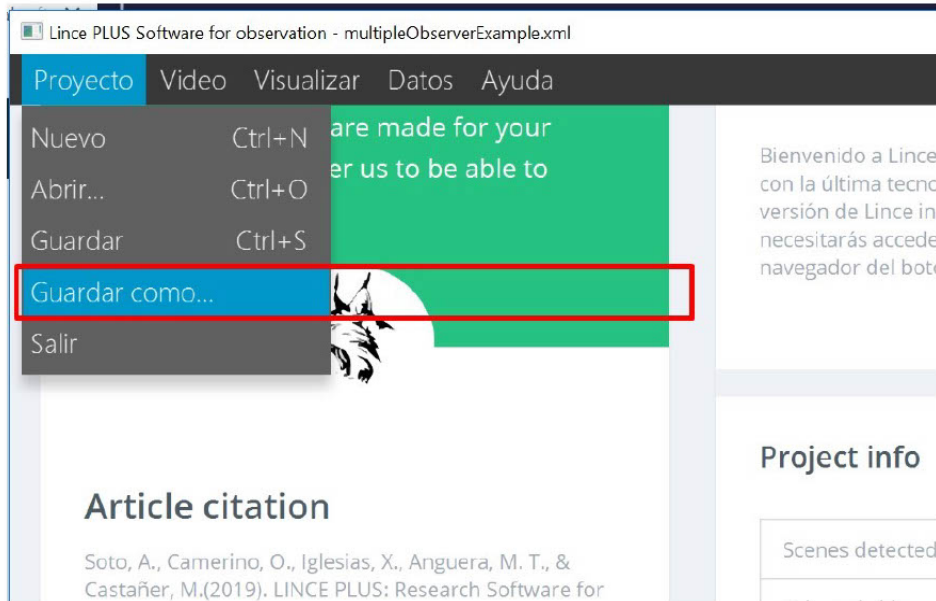 Lince PLUS Software for observation - multipleObserverExample.xml
Proyecto Video Visualizar Datos Ayuda
Nuevo Ctrl+N
Abrir... Ctrl+O
Guardar Ctrl+S
Guardar como...
Salir
are made for your
er us to be able to
Article citation
Soto, A., Camerino, O., Iglesias, X., Anguera, M. T., &
Castañer, M.(2019). LINCE PLUS: Research Software for
Bienvenido a Lince
con la última tecno
versión de Lince in
necesitarás accede
navegador del bot
Project info
Scenes detected